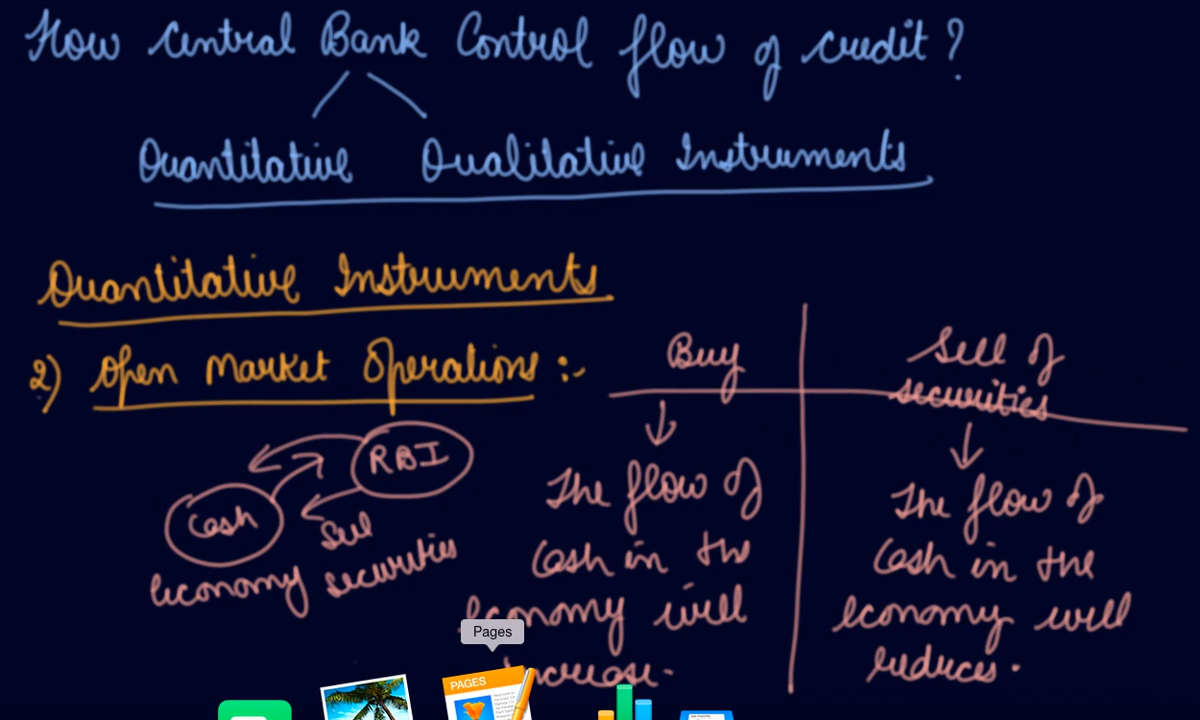 How Central Bank Control flow of credit?
Quantitative Qualitative Instruments
Quantitative Instruments
2) Open Market Operations :-
Buy
Sell of
securities
RBI
Cash
economy
Sell
securities
The flow of
Cash in the
economy will
increase.
The flow of
Cash in the
economy will
reduces.
Pages
PAGES